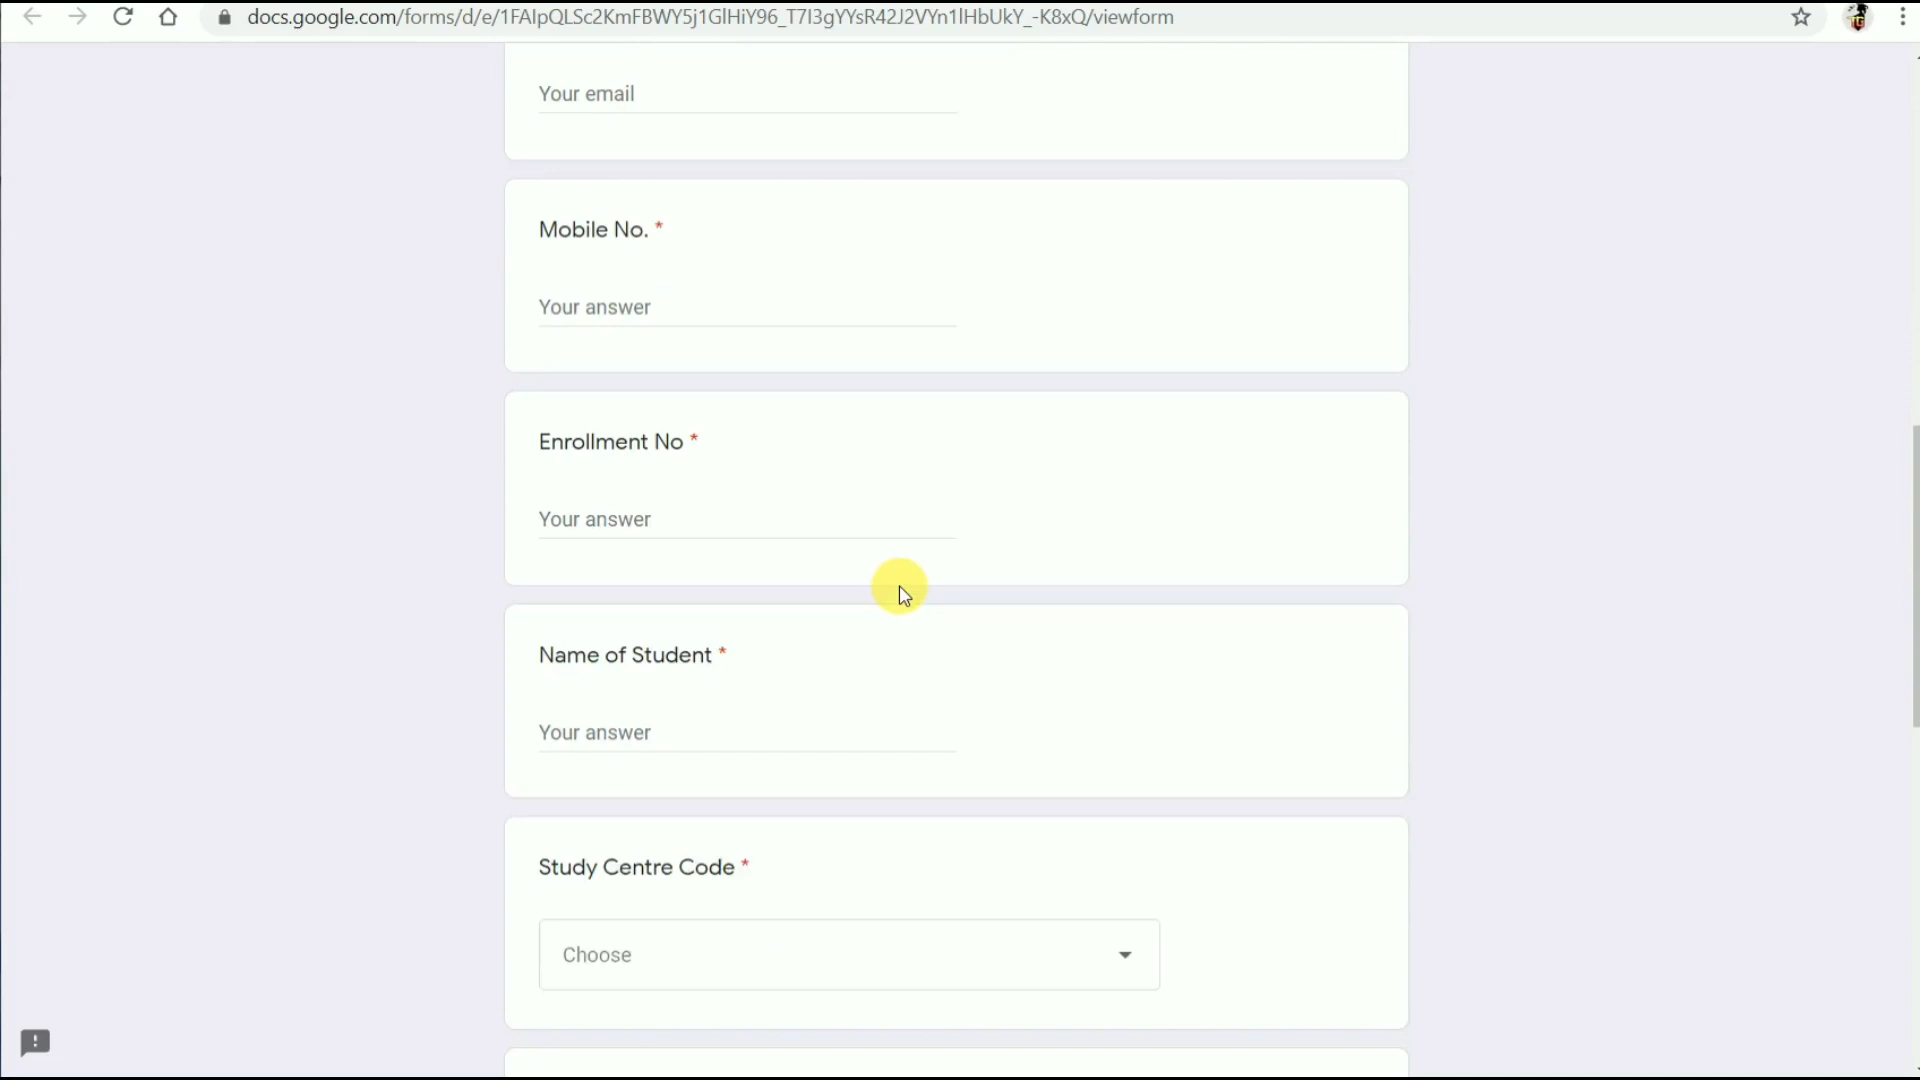 docs.google.com/forms/d/e/1FAIpQLSc2KmFBWY5j1GlHiY96_T7I3gYYsR42J2VYn1lHbUkY_-K8xQ/viewform
Your email
Mobile No. *
Your answer
Enrollment No *
Your answer
Name of Student *
Your answer
Study Centre Code *
Choose